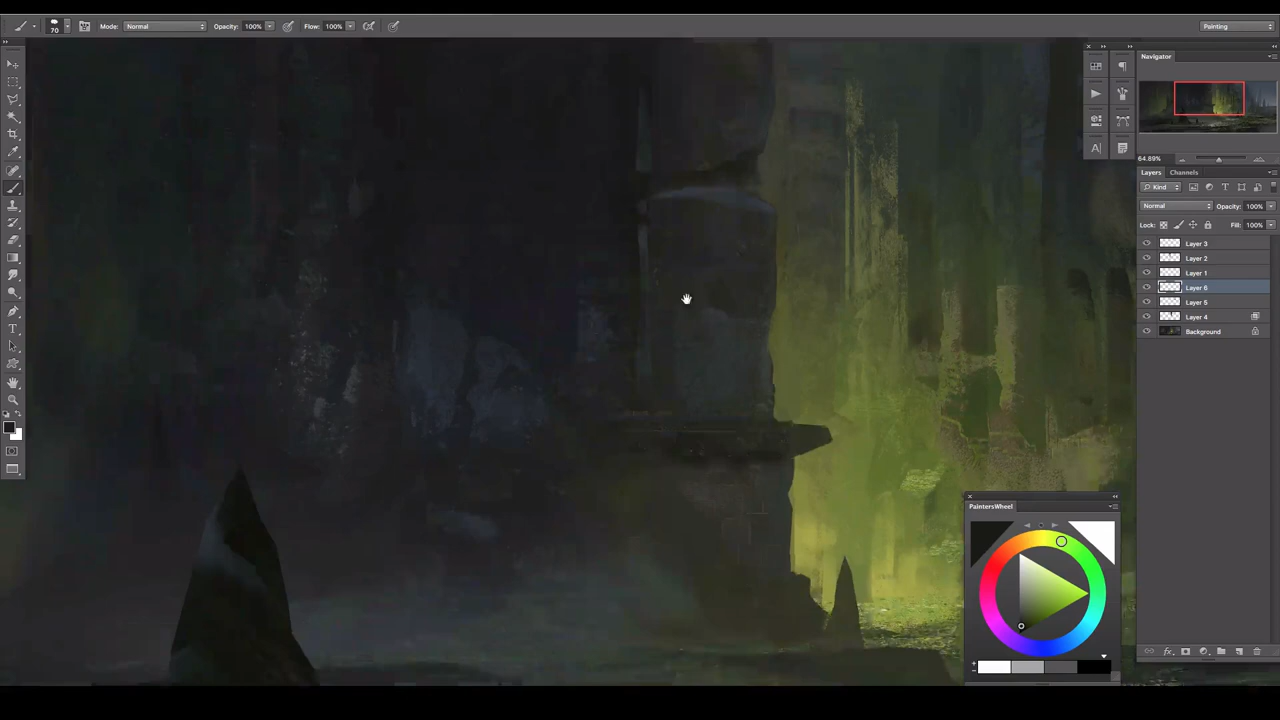 70 Mode: Normal Opacity: 100% Flow: 100% Painting
Navigator
64.89%
Layers Channels
Kind
Normal Opacity: 100%
Lock: Fill: 100%
Layer 3
Layer 2
Layer 1
Layer 6
Layer 5
Layer 4
Background
PaintersWheel